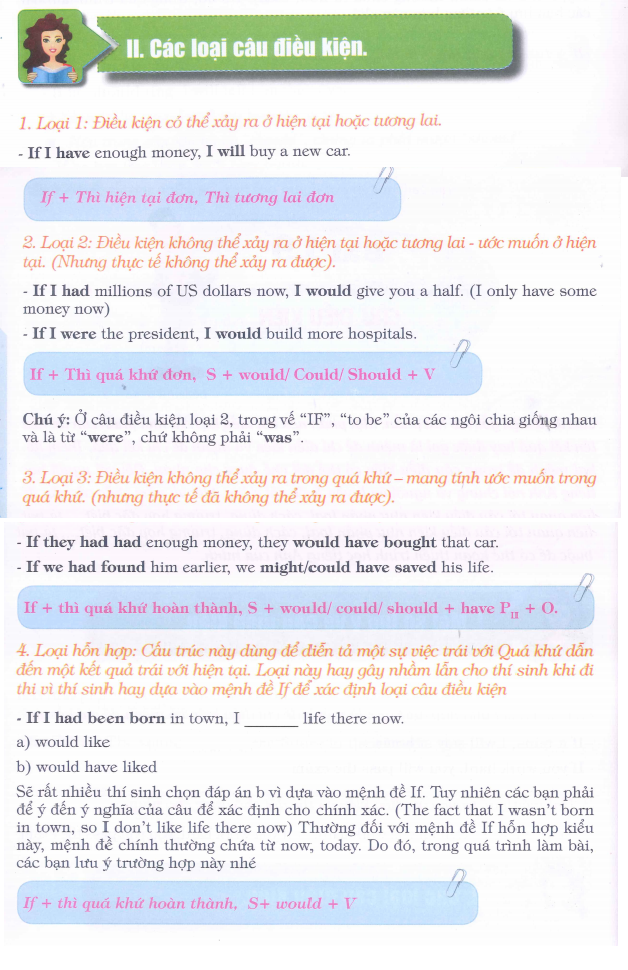 II. Các loại câu điều kiện.
1. Loại 1: Điều kiện có thể xảy ra ở hiện tại hoặc tương lai.
- If I have enough money, I will buy a new car.
If + Thì hiện tại đơn, Thì tương lai đơn
2. Loại 2: Điều kiện không thể xảy ra ở hiện tại hoặc tương lai - ước muốn ở hiện
tại. (Nhưng thực tế không thể xảy ra được).
- If I had millions of US dollars now, I would give you a half. (I only have some
money now)
- If I were the president, I would build more hospitals.
If + Thì quá khứ đơn, S + would/ Could/ Should + V
Chú ý: Ở câu điều kiện loại 2, trong vế “IF”, “to be” của các ngôi chia giống nhau
và là từ “were”, chứ không phải “was”.
3. Loại 3: Điều kiện không thể xảy ra trong quá khứ – mang tính ước muốn trong
quá khứ. (nhưng thực tế đã không thể xảy ra được).
- If they had had enough money, they would have bought that car.
- If we had found him earlier, we might/could have saved his life.
If + thì quá khứ hoàn thành, S + would/ could/ should + have PII + O.
4. Loại hỗn hợp: Cấu trúc này dùng để diễn tả một sự việc trái với Quá khứ dẫn
đến một kết quả trái với hiện tại. Loại này hay gây nhầm lẫn cho thí sinh khi đi
thi vì thí sinh hay dựa vào mệnh đề If để xác định loại câu điều kiện
- If I had been born in town, I ______ life there now.
a) would like
b) would have liked
Sẽ rất nhiều thí sinh chọn đáp án b vì dựa vào mệnh đề If. Tuy nhiên các bạn phải
để ý đến ý nghĩa của câu để xác định cho chính xác. (The fact that I wasn't born
in town, so I don't like life there now) Thường đối với mệnh đề If hỗn hợp kiểu
này, mệnh đề chính thường chứa từ now, today. Do đó, trong quá trình làm bài,
các bạn lưu ý trường hợp này nhé
If + thì quá khứ hoàn thành, S+ would + V